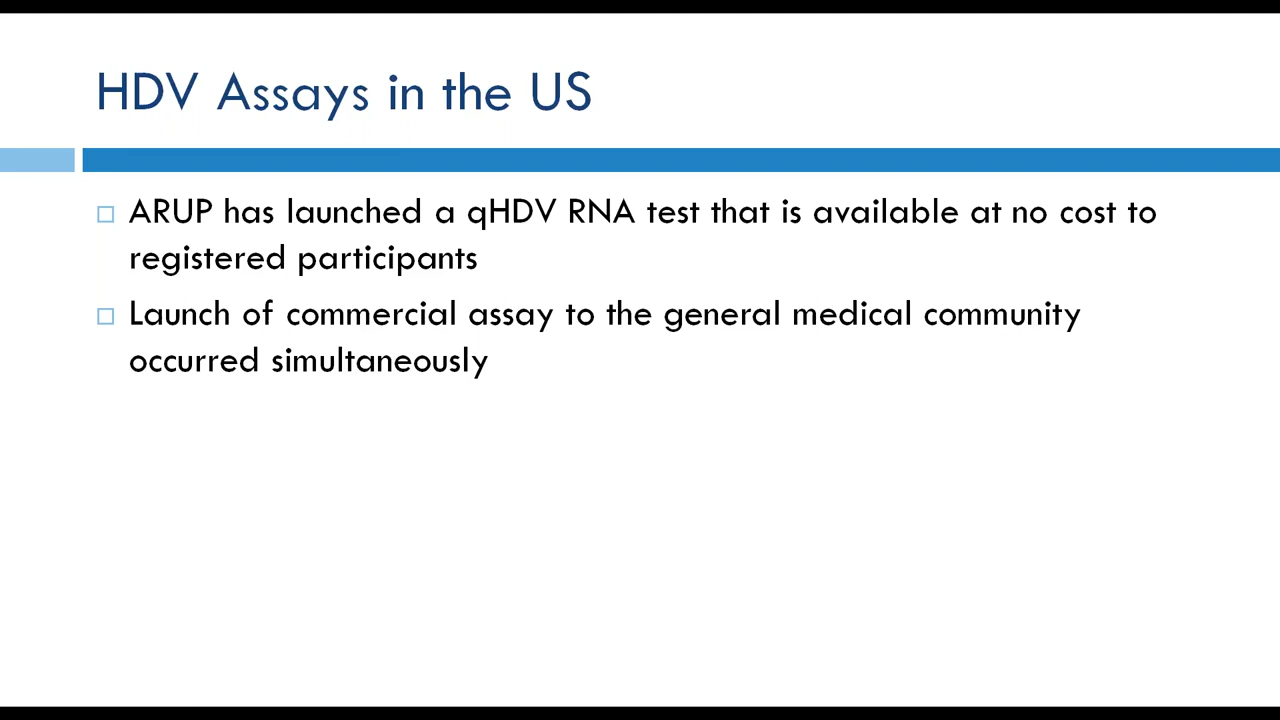 HDV Assays in the US
ARUP has launched a qHDV RNA test that is available at no cost to
registered participants
Launch of commercial assay to the general medical community
occurred simultaneously